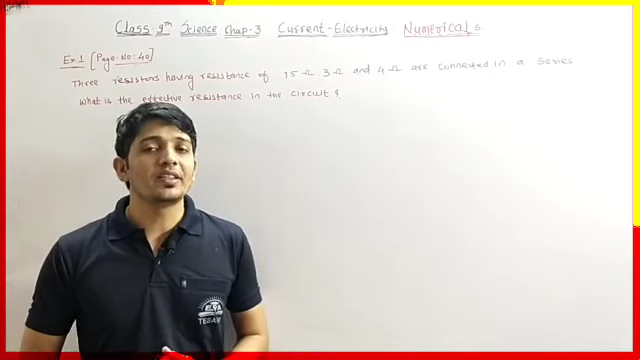 Class 9th Science Chap-3 Current-Electricity: Numericals
Ex.1 [Page: No: 40]
Three resistors having resistance of 15 Ω, 3 Ω and 4 Ω are connected in a series
What is the effective resistance in the circuit ?